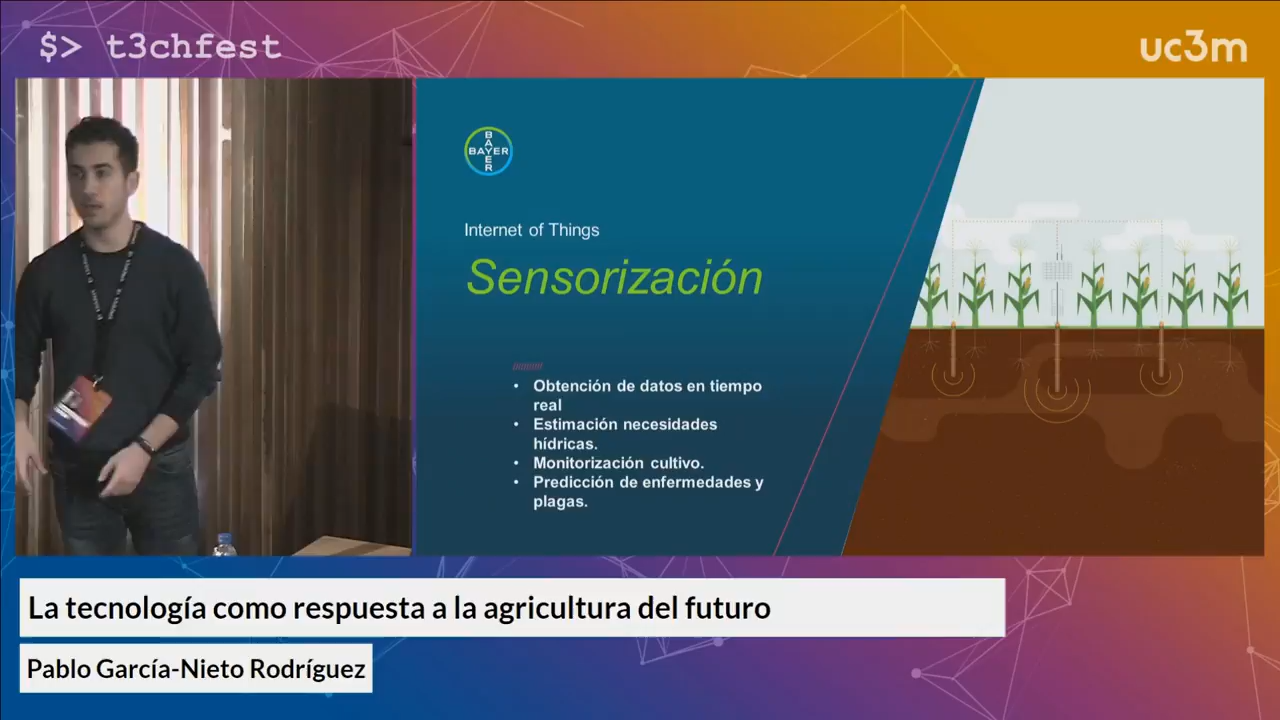 $> t3chfest
uc3m
BAYER
BAYER
Internet of Things
Sensorización
• Obtención de datos en tiempo
real
• Estimación necesidades
hídricas.
• Monitorización cultivo.
• Predicción de enfermedades y
plagas.
La tecnología como respuesta a la agricultura del futuro
Pablo García-Nieto Rodríguez